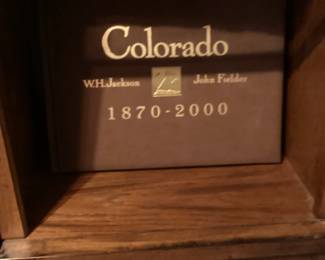 Colorado
W.H. Jackson John Fielder
1870-2000